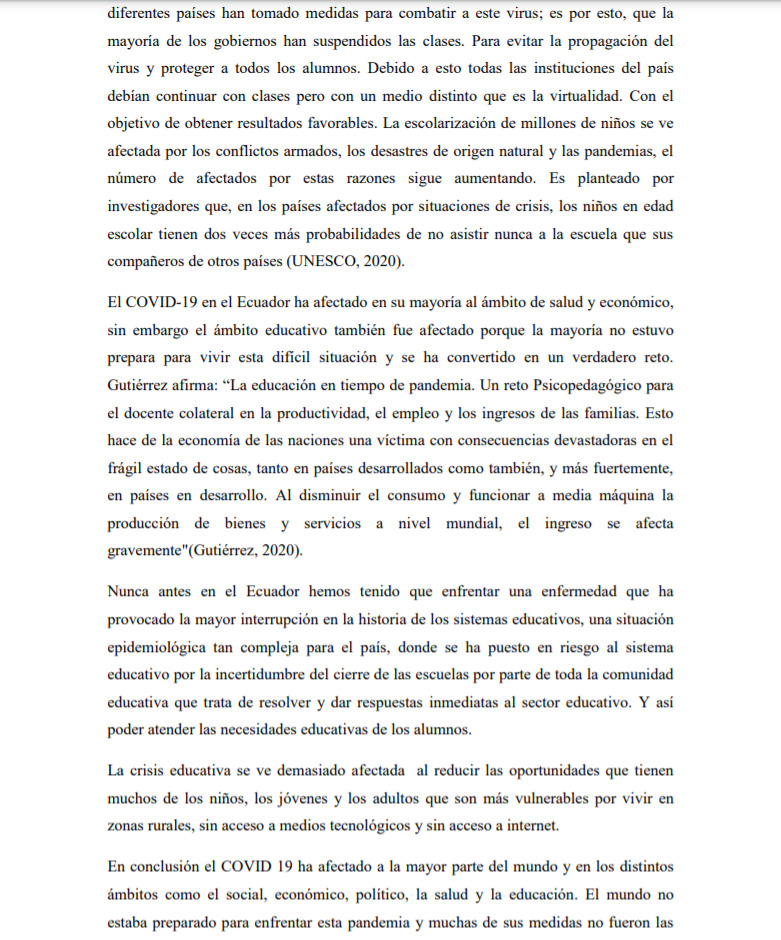 diferentes países han tomado medidas para combatir a este virus; es por esto, que la
mayoría de los gobiernos han suspendidos las clases. Para evitar la propagación del
virus y proteger a todos los alumnos. Debido a esto todas las instituciones del país
debían continuar con clases pero con un medio distinto que es la virtualidad. Con el
objetivo de obtener resultados favorables. La escolarización de millones de niños se ve
afectada por los conflictos armados, los desastres de origen natural y las pandemias, el
número de afectados por estas razones sigue aumentando. Es planteado por
investigadores que, en los países afectados por situaciones de crisis, los niños en edad
escolar tienen dos veces más probabilidades de no asistir nunca a la escuela que sus
compañeros de otros países (UNESCO, 2020).
El COVID-19 en el Ecuador ha afectado en su mayoría al ámbito de salud y económico,
sin embargo el ámbito educativo también fue afectado porque la mayoría no estuvo
prepara para vivir esta difícil situación y se ha convertido en un verdadero reto.
Gutiérrez afirma: “La educación en tiempo de pandemia. Un reto Psicopedagógico para
el docente colateral en la productividad, el empleo y los ingresos de las familias. Esto
hace de la economía de las naciones una víctima con consecuencias devastadoras en el
frágil estado de cosas, tanto en países desarrollados como también, y más fuertemente,
en países en desarrollo. Al disminuir el consumo y funcionar a media máquina la
producción de bienes y servicios a nivel mundial, el ingreso se afecta
gravemente"(Gutiérrez, 2020).
Nunca antes en el Ecuador hemos tenido que enfrentar una enfermedad que ha
provocado la mayor interrupción en la historia de los sistemas educativos, una situación
epidemiológica tan compleja para el país, donde se ha puesto en riesgo al sistema
educativo por la incertidumbre del cierre de las escuelas por parte de toda la comunidad
educativa que trata de resolver y dar respuestas inmediatas al sector educativo. Y así
poder atender las necesidades educativas de los alumnos.
La crisis educativa se ve demasiado afectada  al reducir las oportunidades que tienen
muchos de los niños, los jóvenes y los adultos que son más vulnerables por vivir en
zonas rurales, sin acceso a medios tecnológicos y sin acceso a internet.
En conclusión el COVID 19 ha afectado a la mayor parte del mundo y en los distintos
ámbitos como el social, económico, político, la salud y la educación. El mundo no
estaba preparado para enfrentar esta pandemia y muchas de sus medidas no fueron las